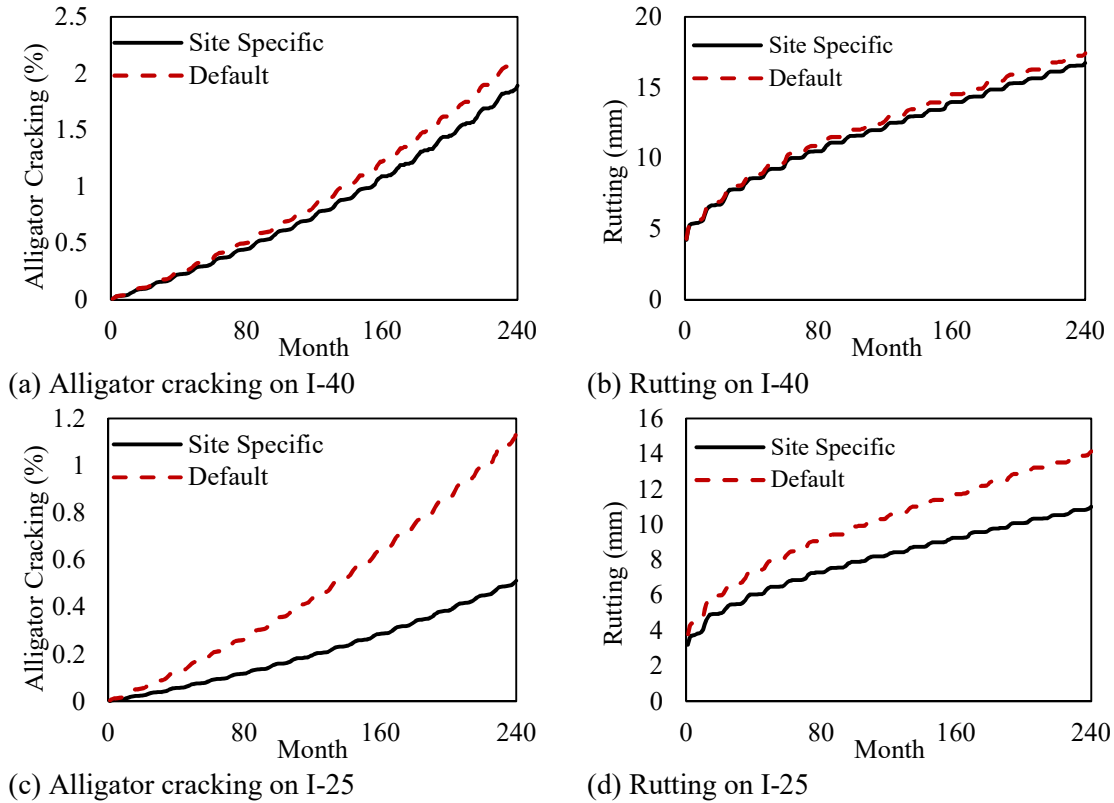 2.5
2
1.5
1
0.5
0
Alligator Cracking (%)
Site Specific
Default
0 80 160 240
Month
(a) Alligator cracking on I-40
20
15
10
5
0
Rutting (mm)
Site Specific
Default
0 80 160 240
Month
(b) Rutting on I-40
1.2
1
0.8
0.6
0.4
0.2
0
Alligator Cracking (%)
Site Specific
Default
0 80 160 240
Month
(c) Alligator cracking on I-25
16
14
12
10
8
6
4
2
0
Rutting (mm)
Site Specific
Default
0 80 160 240
Month
(d) Rutting on I-25